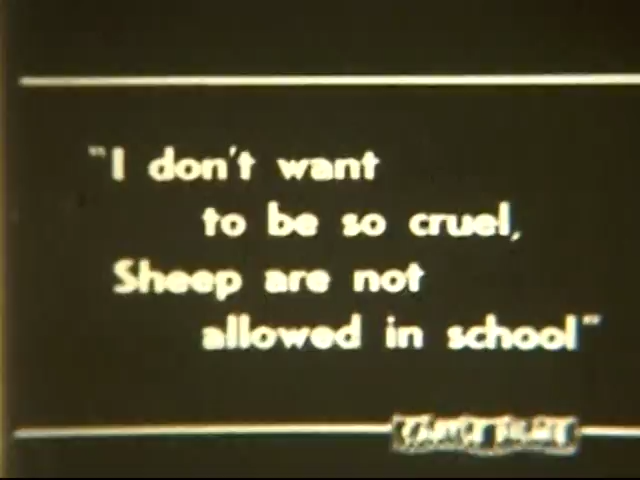 "I don't want
to be so cruel,
Sheep are not
allowed in school"